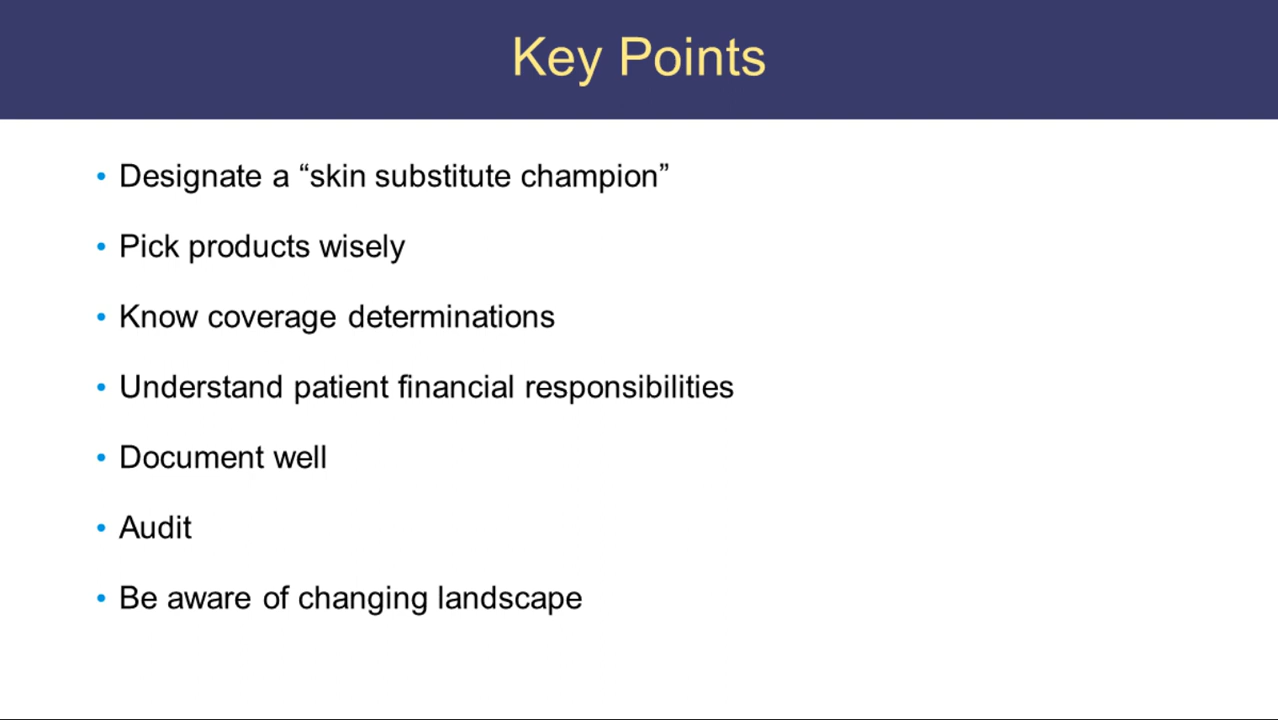 Key Points
• Designate a “skin substitute champion”
• Pick products wisely
• Know coverage determinations
• Understand patient financial responsibilities
• Document well
• Audit
• Be aware of changing landscape